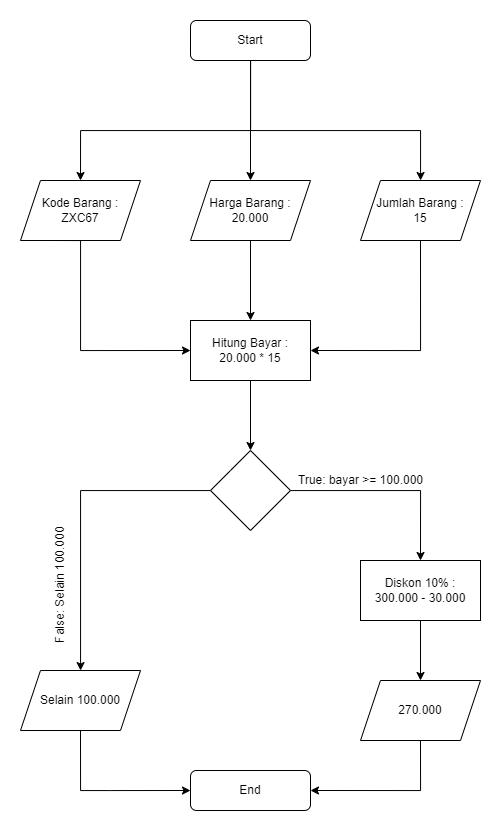 Start
Kode Barang :
ZXC67
Harga Barang :
20.000
Jumlah Barang :
15
Hitung Bayar :
20.000 * 15
True: bayar >= 100.000
False: Selain 100.000
Diskon 10% :
300.000 - 30.000
Selain 100.000
270.000
End